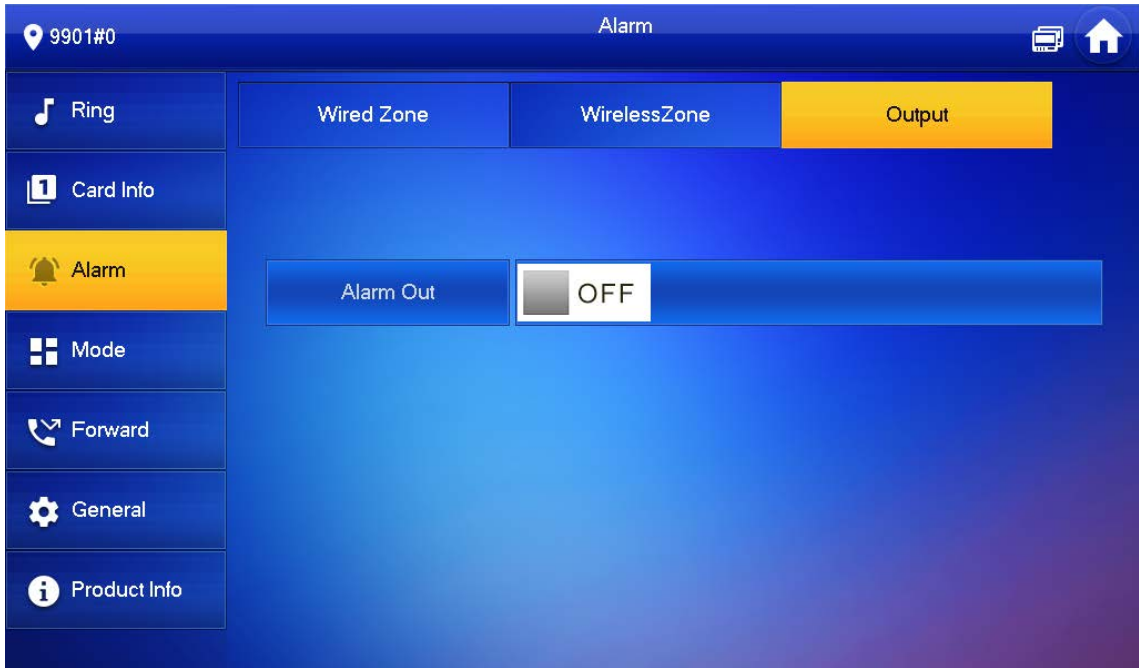 9901#0
Alarm
Ring
Card Info
Alarm
Mode
Forward
General
Product Info
Wired Zone
WirelessZone
Output
Alarm Out
OFF